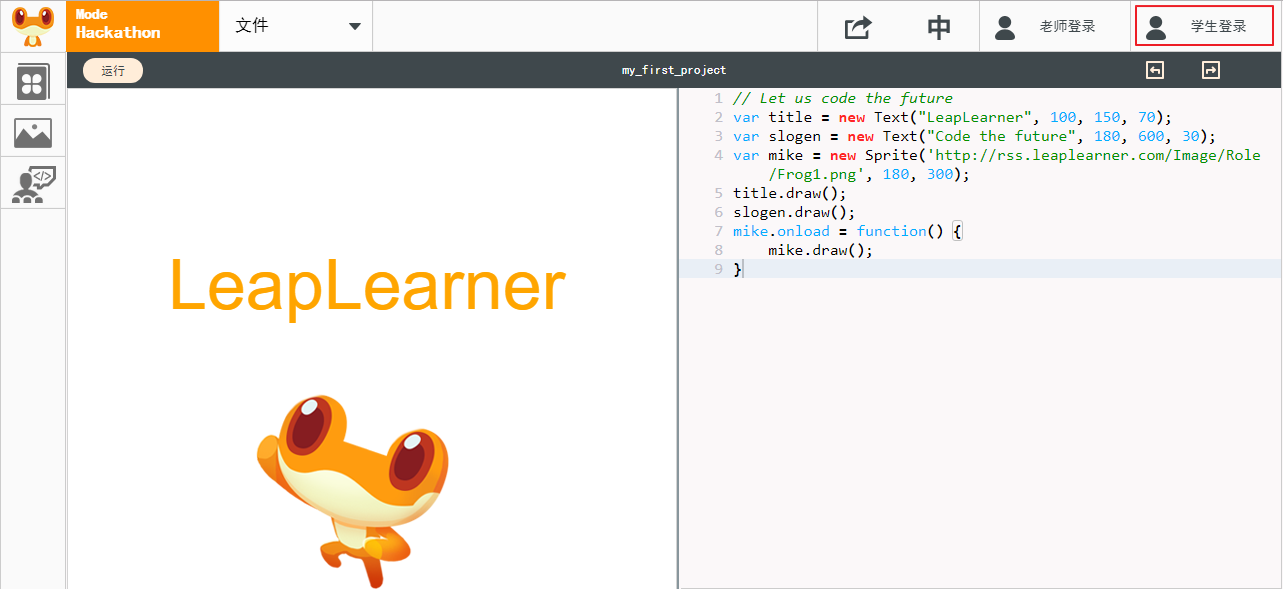 Mode
Hackathon
文件
中
老师登录
学生登录
运行
my_first_project
LeapLearner
1 // Let us code the future
2 var title = new Text("LeapLearner", 100, 150, 70);
3 var slogen = new Text("Code the future", 180, 600, 30);
4 var mike = new Sprite('http://rss.leaplearner.com/Image/Role
/Frog1.png', 180, 300);
5 title.draw();
6 slogen.draw();
7 mike.onload = function() {
8 mike.draw();
9 }